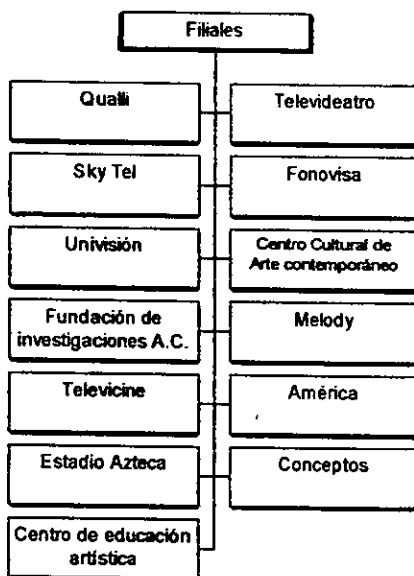 Filiales
Qualli
Televideatro
Sky Tel
Fonovisa
Univisión
Centro Cultural de
Arte contemporáneo
Fundación de
investigaciones A.C.
Melody
Televicine
América
Estadio Azteca
Conceptos
Centro de educación
artística